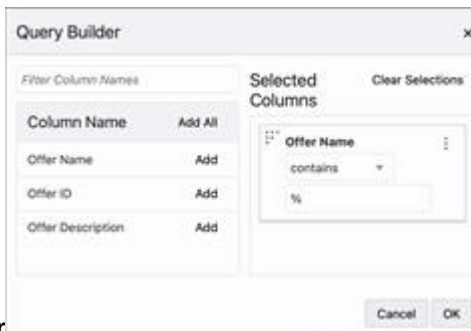 Query Builder ×
Filter Column Names
Selected Columns
Clear Selections
Column Name Add All
Offer Name Add
Offer ID Add
Offer Description Add
Offer Name
contains
%
Cancel OK
r